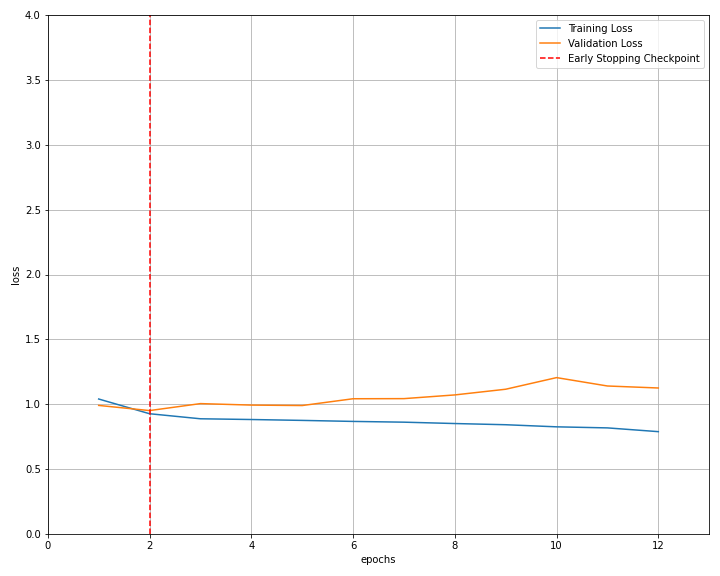 4.0
3.5
3.0
2.5
2.0
1.5
1.0
0.5
0.0
loss
Training Loss
Validation Loss
Early Stopping Checkpoint
0 2 4 6 8 10 12
epochs